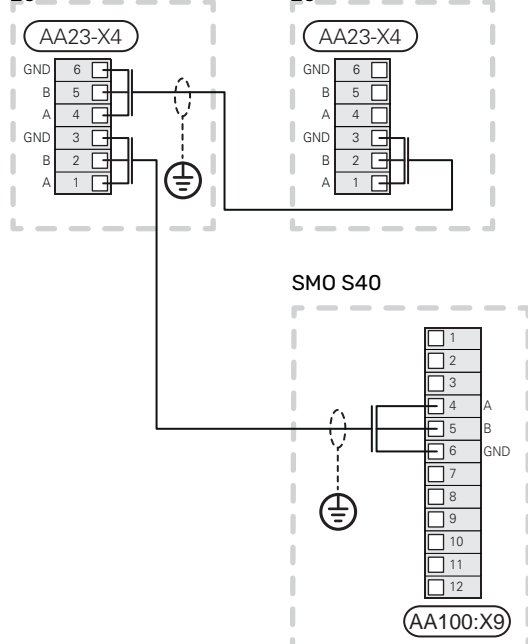 AA23-X4
GND 6
B 5
A 4
GND 3
B 2
A 1
AA23-X4
GND 6
B 5
A 4
GND 3
B 2
A 1
SMO S40
1
2
3
4 A
5 B
6 GND
7
8
9
10
11
12
AA100:X9